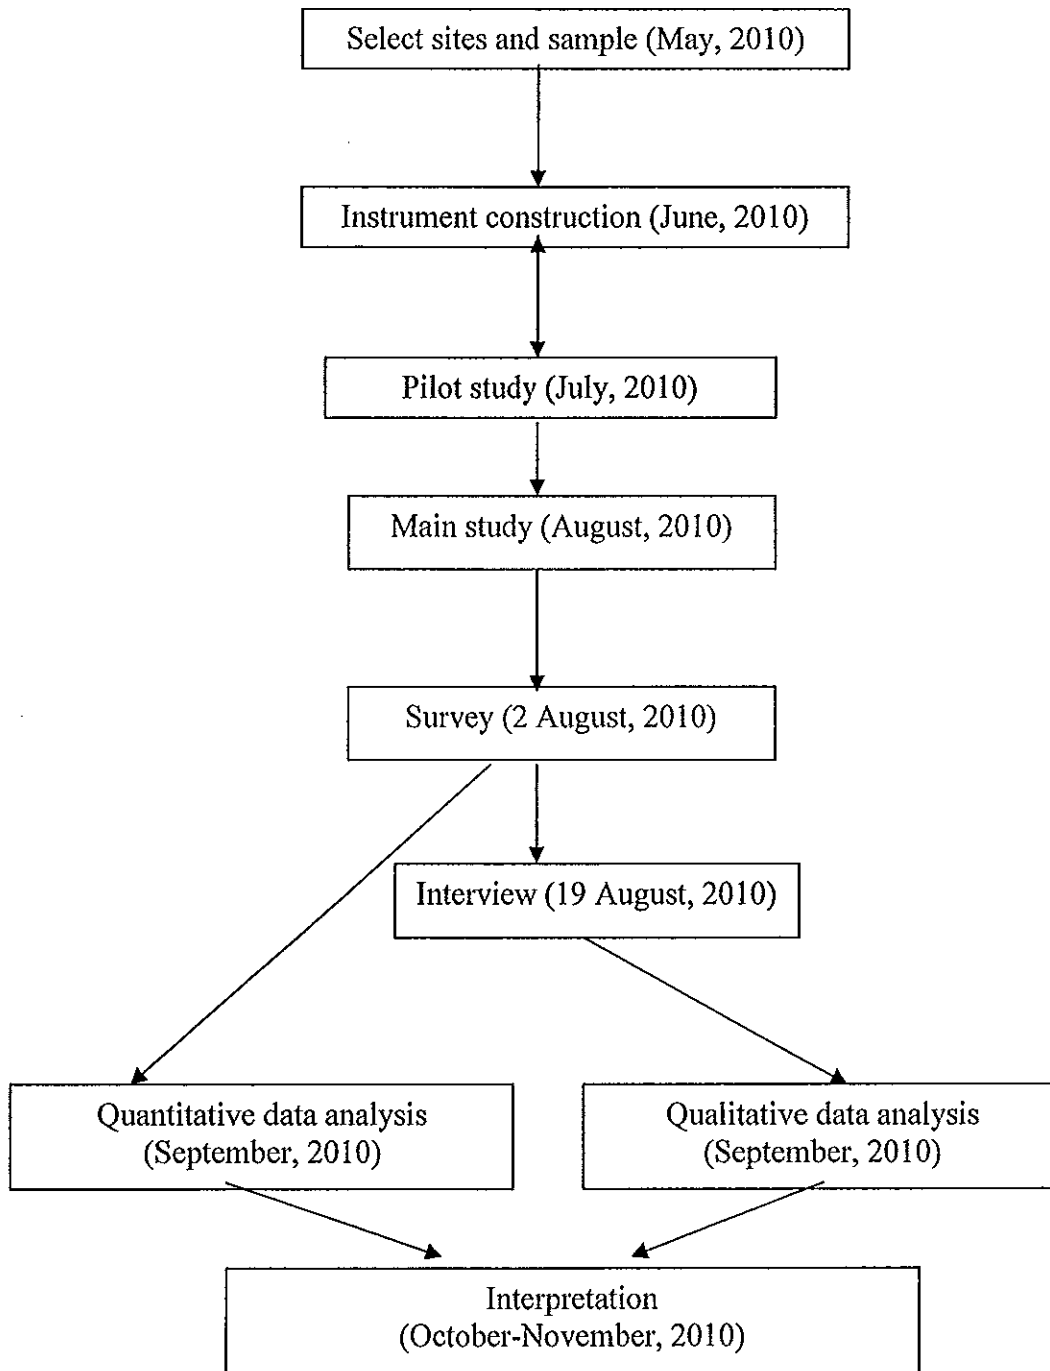 Select sites and sample (May, 2010)
Instrument construction (June, 2010)
Pilot study (July, 2010)
Main study (August, 2010)
Survey (2 August, 2010)
Interview (19 August, 2010)
Quantitative data analysis
(September, 2010)
Qualitative data analysis
(September, 2010)
Interpretation
(October-November, 2010)